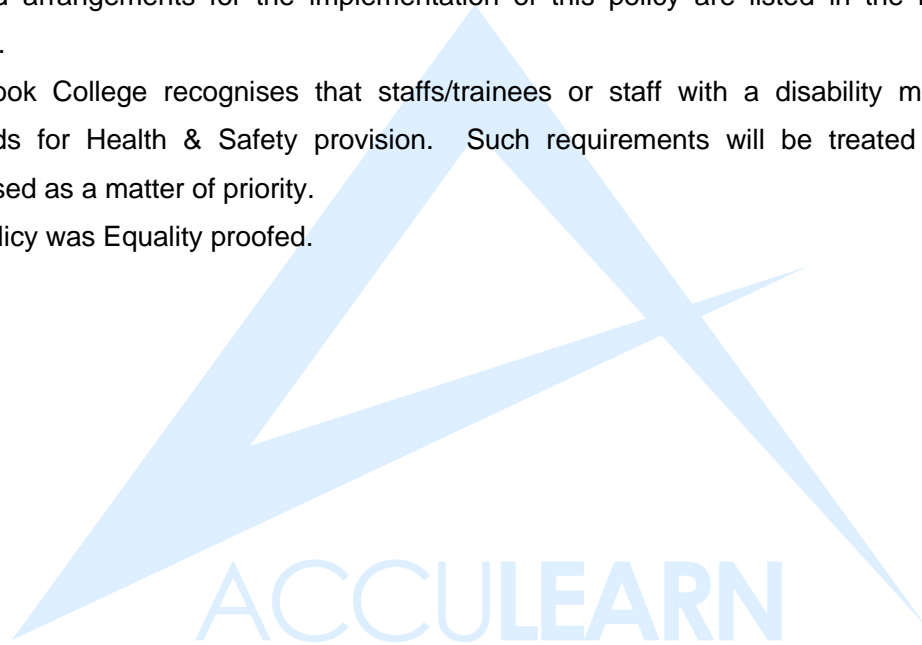 arrangements for the implementation of this policy are listed in the
ook College recognises that staffs/trainees or staff with a disability m
ds for Health & Safety provision. Such requirements will be treated
sed as a matter of priority.
licy was Equality proofed.
ACCULEARN